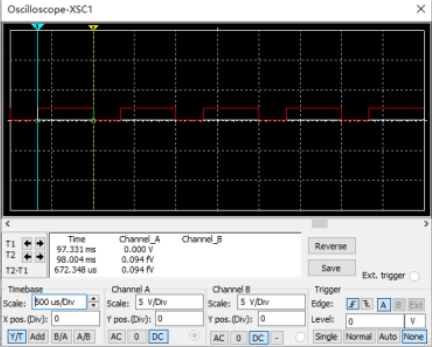 Oscilloscope-XSC1
Time Channel_A Channel_B
T1 97.331 ms 0.000 V
T2 98.004 ms 0.094 fV
T2-T1 672.348 us 0.094 fV
Reverse
Save
Ext. trigger
Timebase
Scale: 500 us/Div
X pos.(Div): 0
Y/T Add B/A A/B
Channel A
Scale: 5 V/Div
Y pos.(Div): 0
AC 0 DC
Channel B
Scale: 5 V/Div
Y pos.(Div): 0
AC 0 DC -
Trigger
Edge: A B Ext
Level: 0 V
Single Normal Auto None